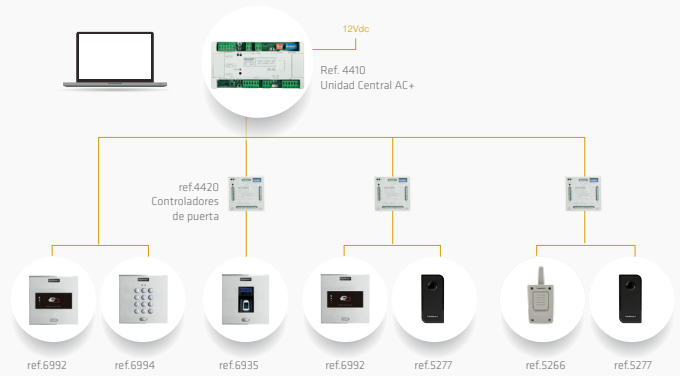 12Vdc
Ref. 4410
Unidad Central AC+
ref.4420
Controladores
de puerta
ref.6992
ref.6994
ref.6935
ref.6992
ref.5277
ref.5266
ref.5277